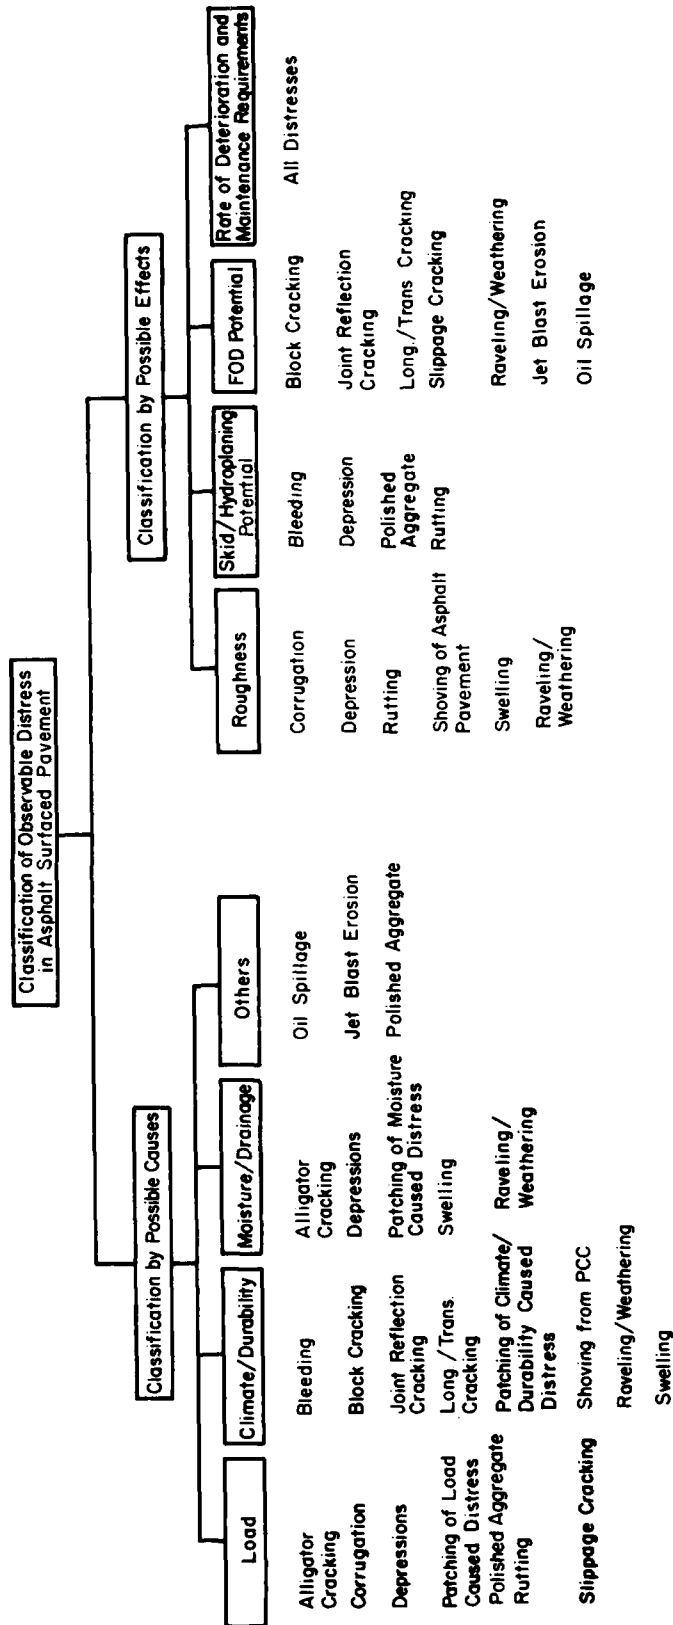 Classification of Observable Distress
in Asphalt Surfaced Pavement
Classification by Possible Causes
Load
Alligator
Cracking
Corrugation
Depressions
Patching of Load
Caused Distress
Polished Aggregate
Rutting
Slippage Cracking
Climate/Durability
Bleeding
Block Cracking
Joint Reflection
Cracking
Long./Trans.
Cracking
Patching of Climate/
Durability Caused
Distress
Shoving from PCC
Raveling/Weathering
Swelling
Moisture/Drainage
Alligator
Cracking
Depressions
Patching of Moisture
Caused Distress
Swelling
Raveling/
Weathering
Others
Oil Spillage
Jet Blast Erosion
Polished Aggregate
Classification by Possible Effects
Roughness
Corrugation
Depression
Rutting
Shoving of Asphalt
Pavement
Swelling
Raveling/
Weathering
Skid/Hydroplaning
Potential
Bleeding
Depression
Polished
Aggregate
Rutting
FOD Potential
Block Cracking
Joint Reflection
Cracking
Long./Trans Cracking
Slippage Cracking
Raveling/Weathering
Jet Blast Erosion
Oil Spillage
Rate of Deterioration and
Maintenance Requirements
All Distresses